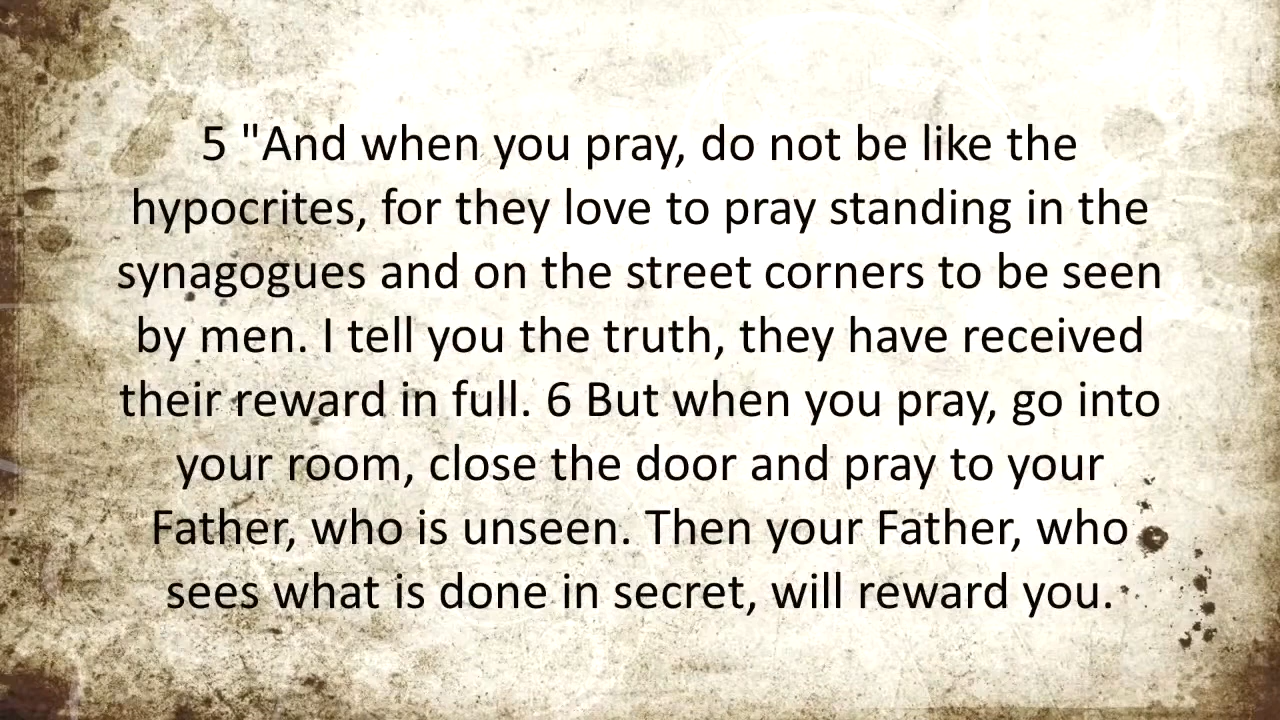 5 "And when you pray, do not be like the
hypocrites, for they love to pray standing in the
synagogues and on the street corners to be seen
by men. I tell you the truth, they have received
their reward in full. 6 But when you pray, go into
your room, close the door and pray to your
Father, who is unseen. Then your Father, who
sees what is done in secret, will reward you.